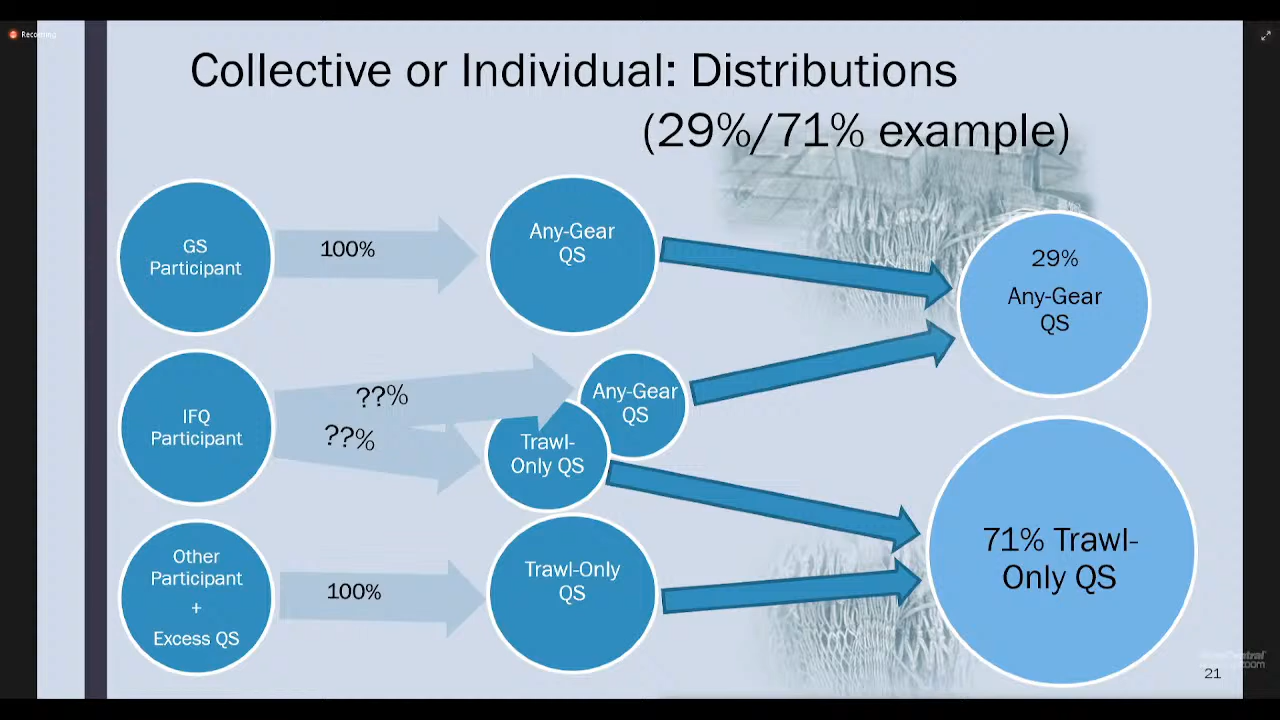 Recording
Collective or Individual: Distributions
(29%/71% example)
GS
Participant
100%
Any-Gear
QS
29%
Any-Gear
QS
IFQ
Participant
??%
??%
Any-Gear
QS
Trawl-
Only QS
Other
Participant
+
Excess QS
100%
Trawl-Only
QS
71% Trawl-
Only QS
zoom
21